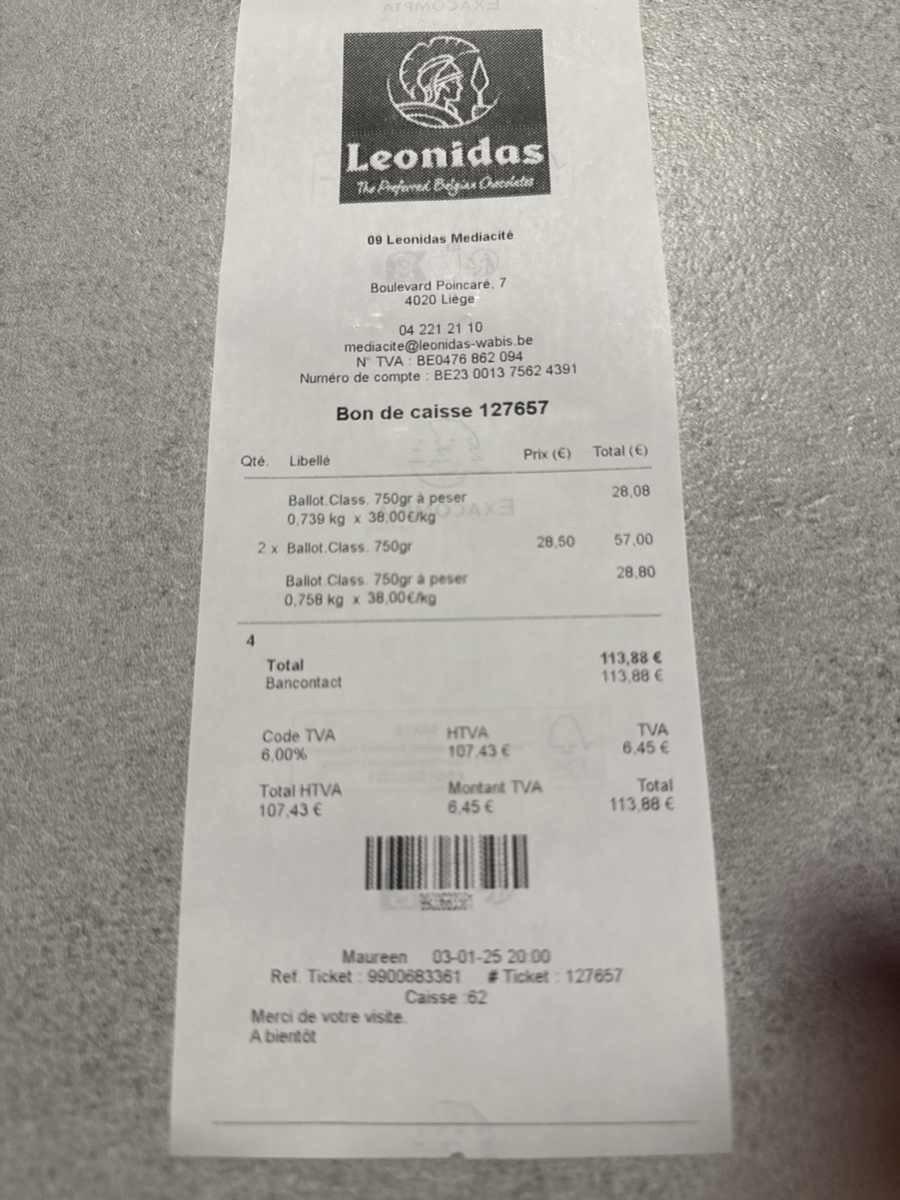 EXACOMPTA
Leonidas
The Preferred Belgian Chocolates
09 Leonidas Mediacité
Boulevard Poincaré, 7
4020 Liège
04 221 21 10
mediacite@leonidas-wabis.be
N° TVA : BE0476 862 094
Numéro de compte : BE23 0013 7562 4391
Bon de caisse 127657
Qté. Libellé Prix (€) Total (€)
EXACOMPTA
Ballot.Class. 750gr à peser 28,08
0,739 kg x 38,00€/kg
2 x Ballot.Class. 750gr 28,50 57,00
Ballot.Class. 750gr à peser 28,80
0,758 kg x 38,00€/kg
4
Total 113,88 €
Bancontact 113,88 €
Code TVA HTVA TVA
6,00% 107,43 € 6,45 €
Total HTVA Montant TVA Total
107,43 € 6,45 € 113,88 €
Maureen 03-01-25 20:00
Ref. Ticket : 9900683361 # Ticket : 127657
Caisse :62
Merci de votre visite.
A bientôt